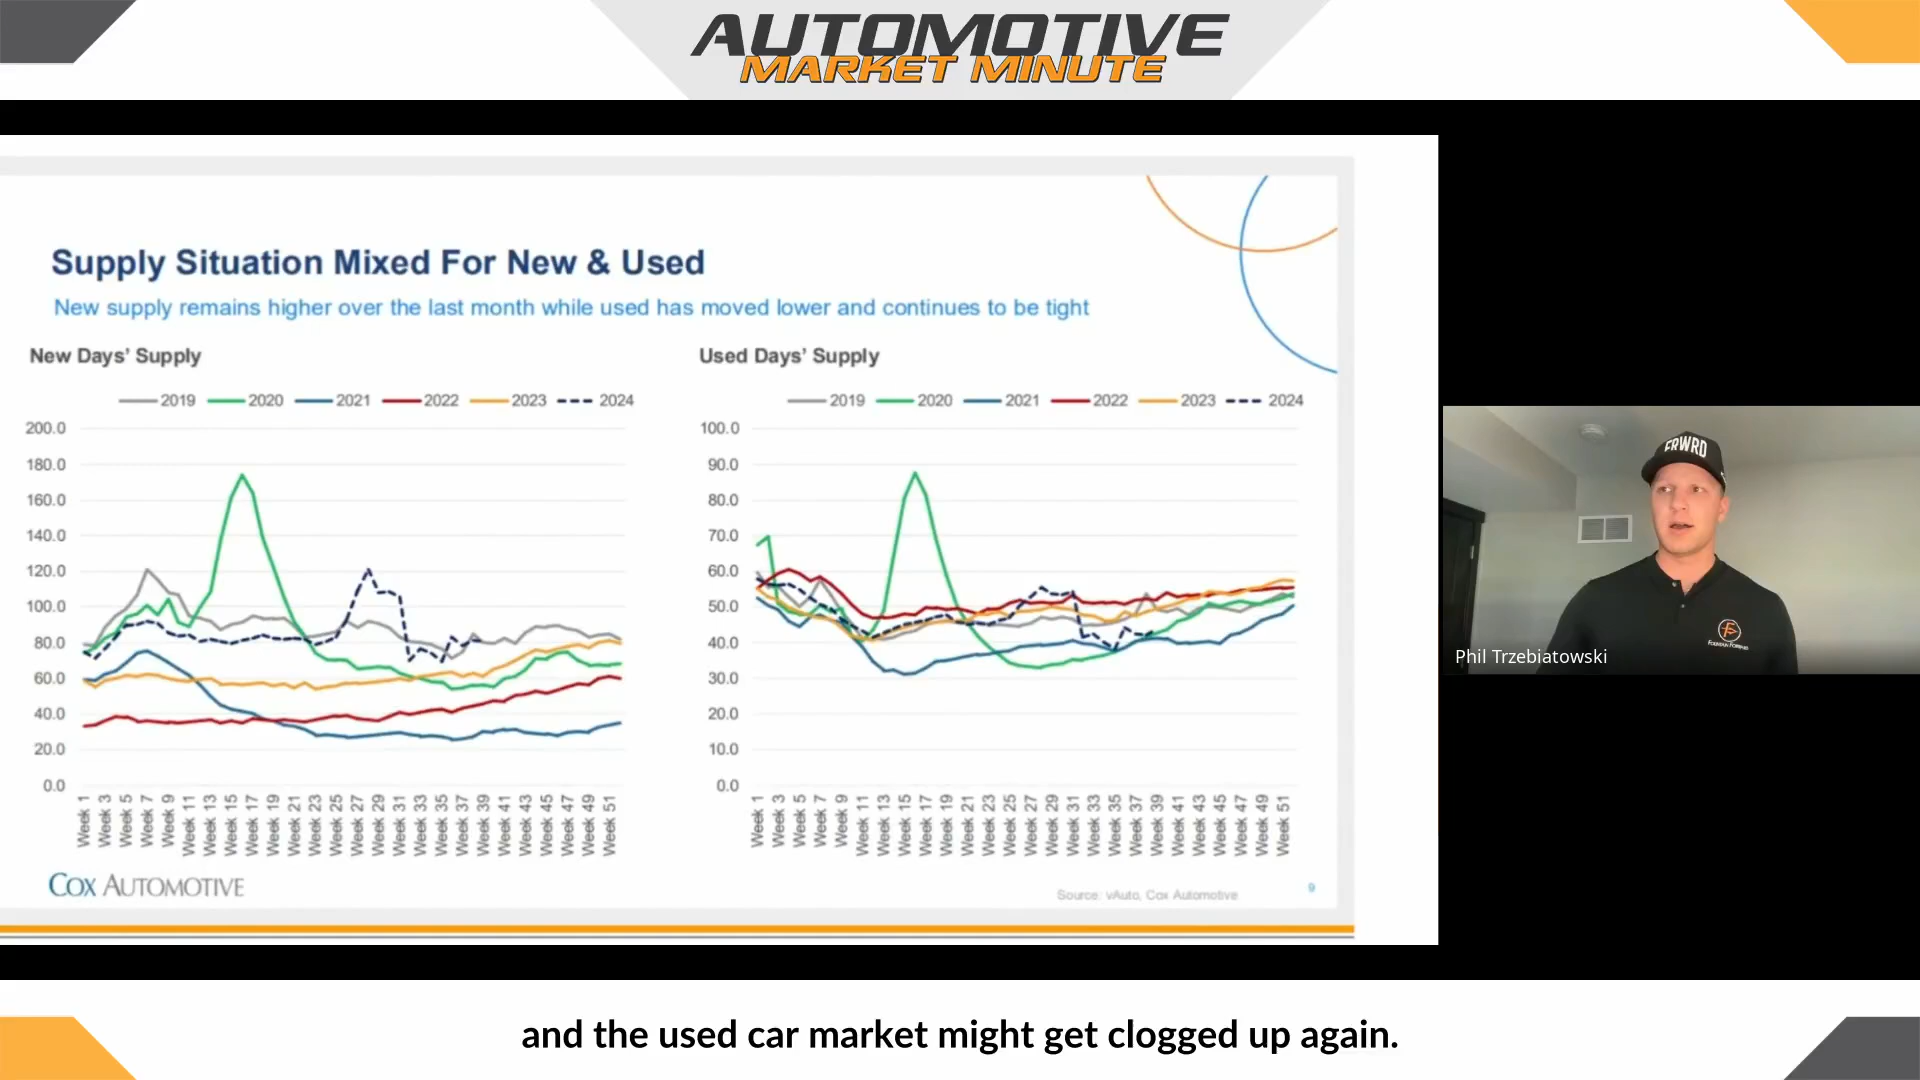 AUTOMOTIVE
MARKET MINUTE
Supply Situation Mixed For New & Used
New supply remains higher over the last month while used has moved lower and continues to be tight
New Days' Supply
2019 2020 2021 2022 2023 2024
200.0
180.0
160.0
140.0
120.0
100.0
80.0
60.0
40.0
20.0
0.0
Week 1
Week 3
Week 5
Week 7
Week 9
Week 11
Week 13
Week 15
Week 17
Week 19
Week 21
Week 23
Week 25
Week 27
Week 29
Week 31
Week 33
Week 35
Week 37
Week 39
Week 41
Week 43
Week 45
Week 47
Week 49
Week 51
Used Days' Supply
2019 2020 2021 2022 2023 2024
100.0
90.0
80.0
70.0
60.0
50.0
40.0
30.0
20.0
10.0
0.0
Week 1
Week 3
Week 5
Week 7
Week 9
Week 11
Week 13
Week 15
Week 17
Week 19
Week 21
Week 23
Week 25
Week 27
Week 29
Week 31
Week 33
Week 35
Week 37
Week 39
Week 41
Week 43
Week 45
Week 47
Week 49
Week 51
COX AUTOMOTIVE
Source: vAuto, Cox Automotive
9
FRWRD
Phil Trzebiatowski
and the used car market might get clogged up again.